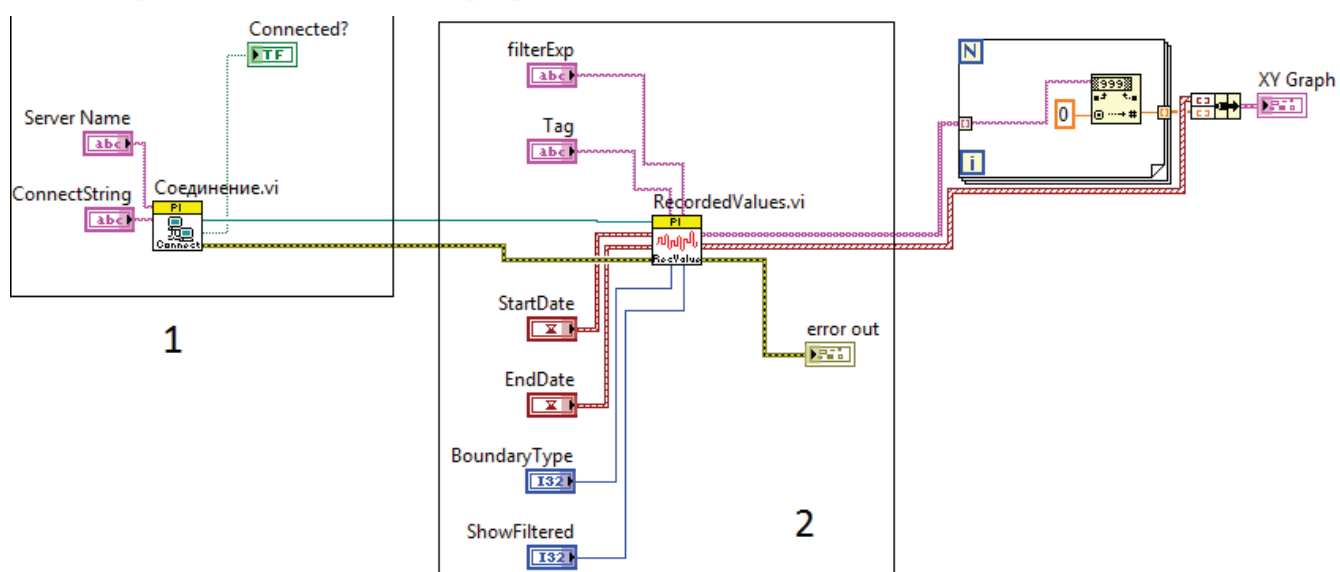 Connected?
TF
Server Name
abc
ConnectString
abc
Соединение.vi
PI
Connect
1
filterExp
abc
Tag
abc
RecordedValues.vi
PI
RecValue
StartDate
EndDate
error out
BoundaryType
I32
ShowFiltered
I32
2
N
999
0
#
i
XY Graph